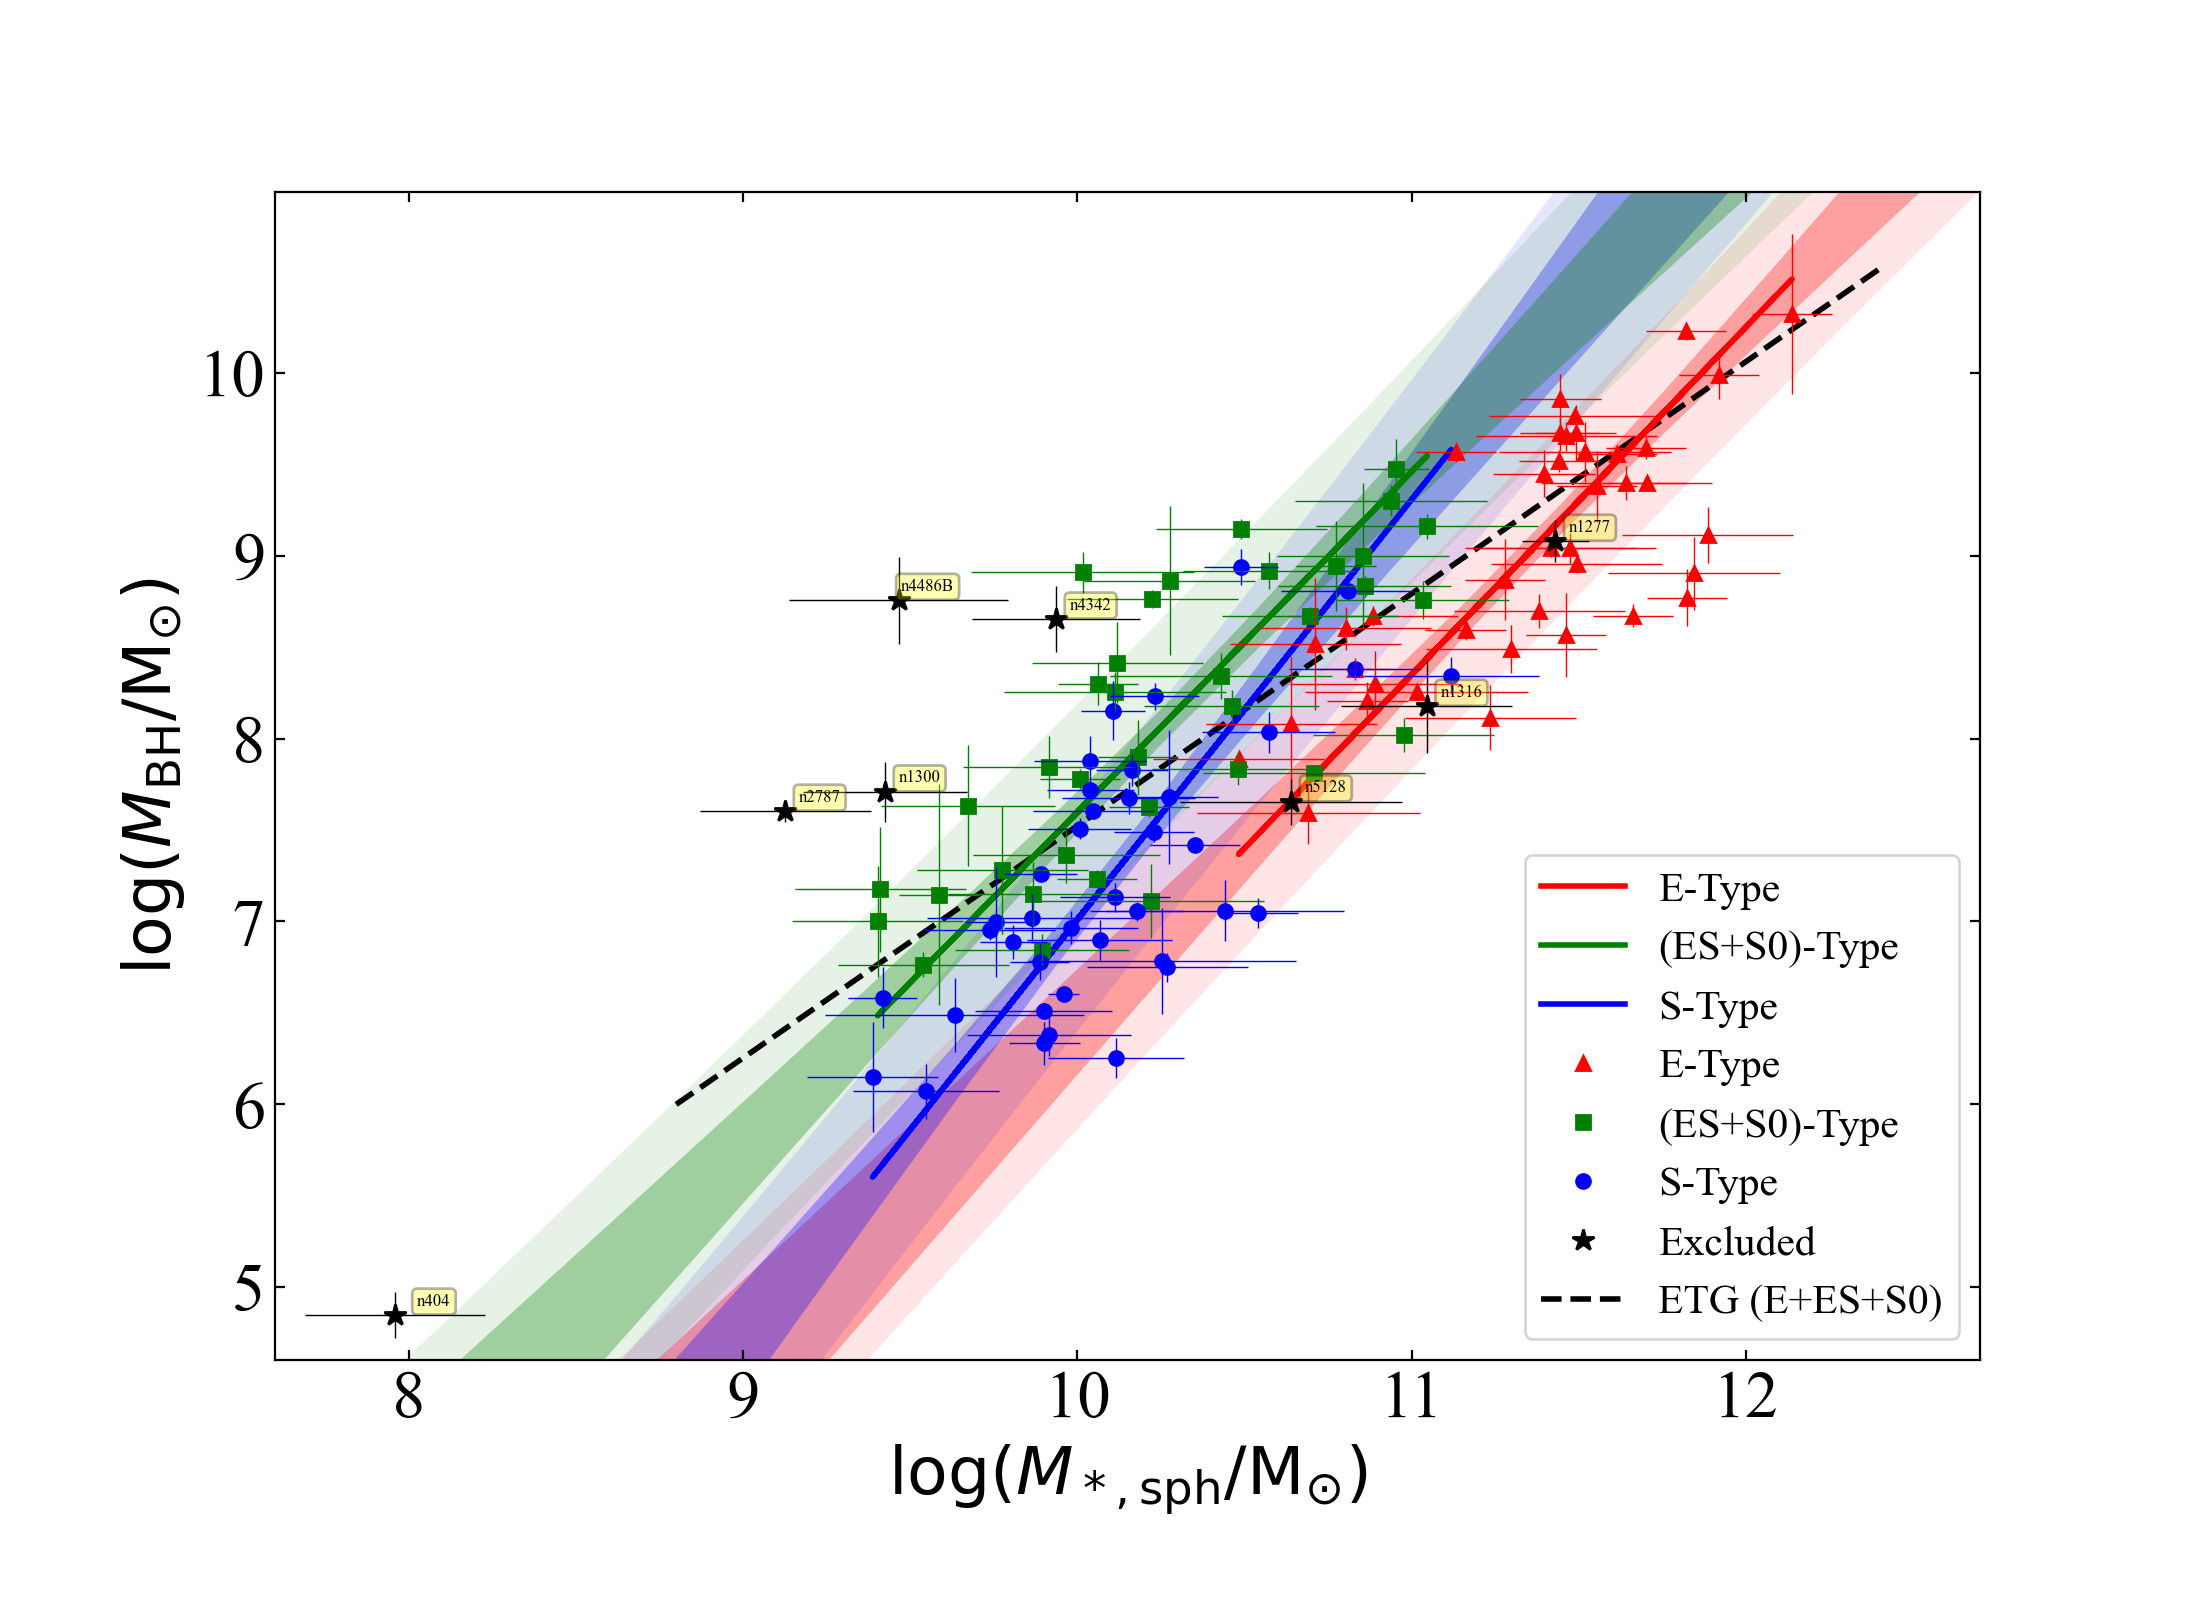 log(M_BH/M⊙)
10
9
8
7
6
5
n4486B
n4342
n1277
n1316
n1300
n2787
n5128
n404
E-Type
(ES+S0)-Type
S-Type
E-Type
(ES+S0)-Type
S-Type
Excluded
ETG (E+ES+S0)
8 9 10 11 12
log(M_*,sph/M⊙)